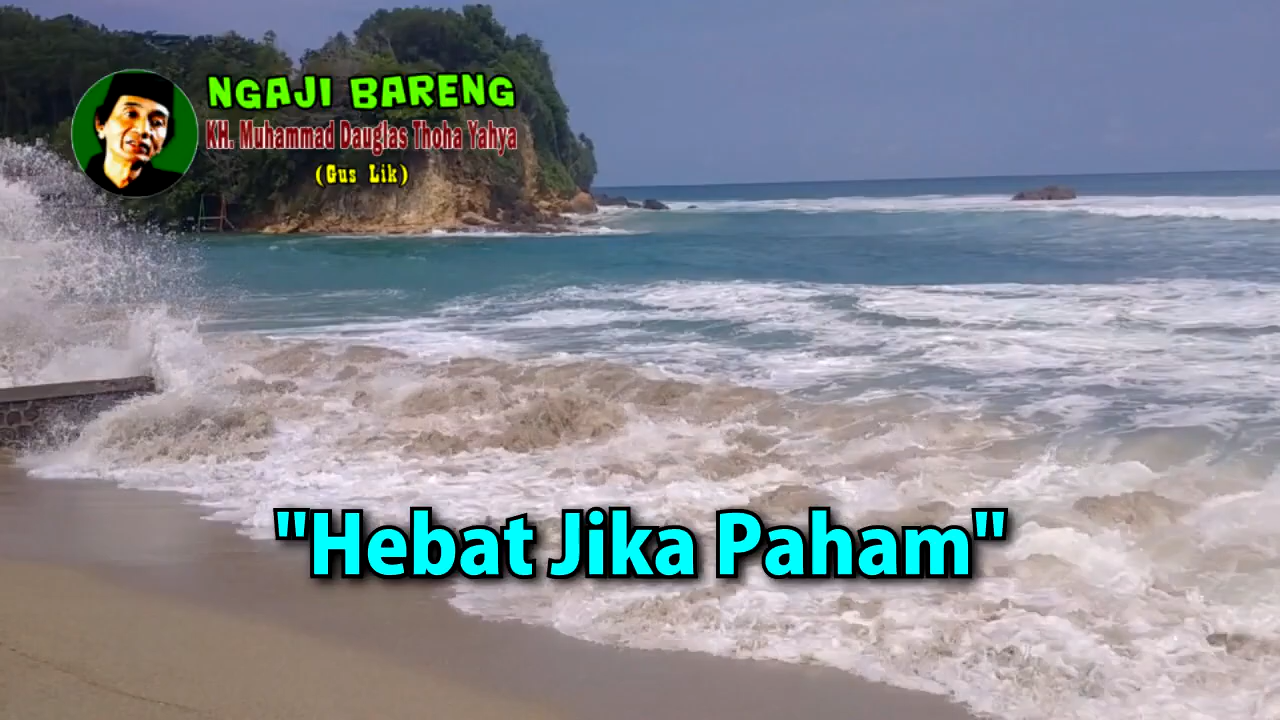 NGAJI BARENG
KH. Muhammad Dauglas Thoha Yahya
(Gus Lik)
"Hebat Jika Paham"